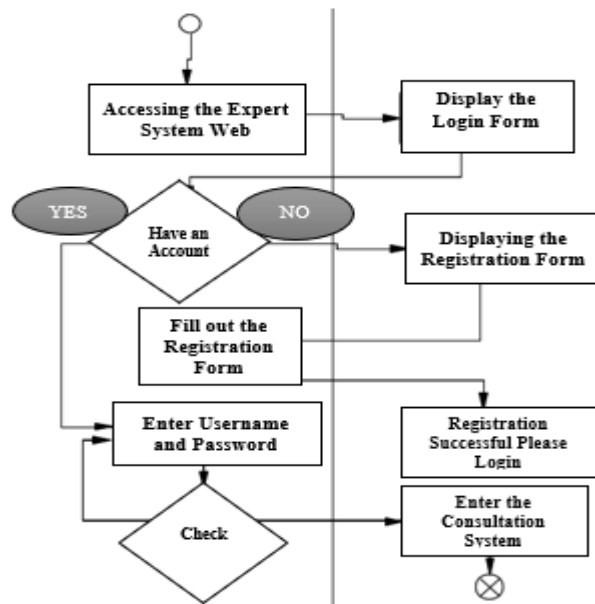 Accessing the Expert
System Web
Display the
Login Form
YES
NO
Have an
Account
Displaying the
Registration Form
Fill out the
Registration
Form
Enter Username
and Password
Registration
Successful Please
Login
Check
Enter the
Consultation
System